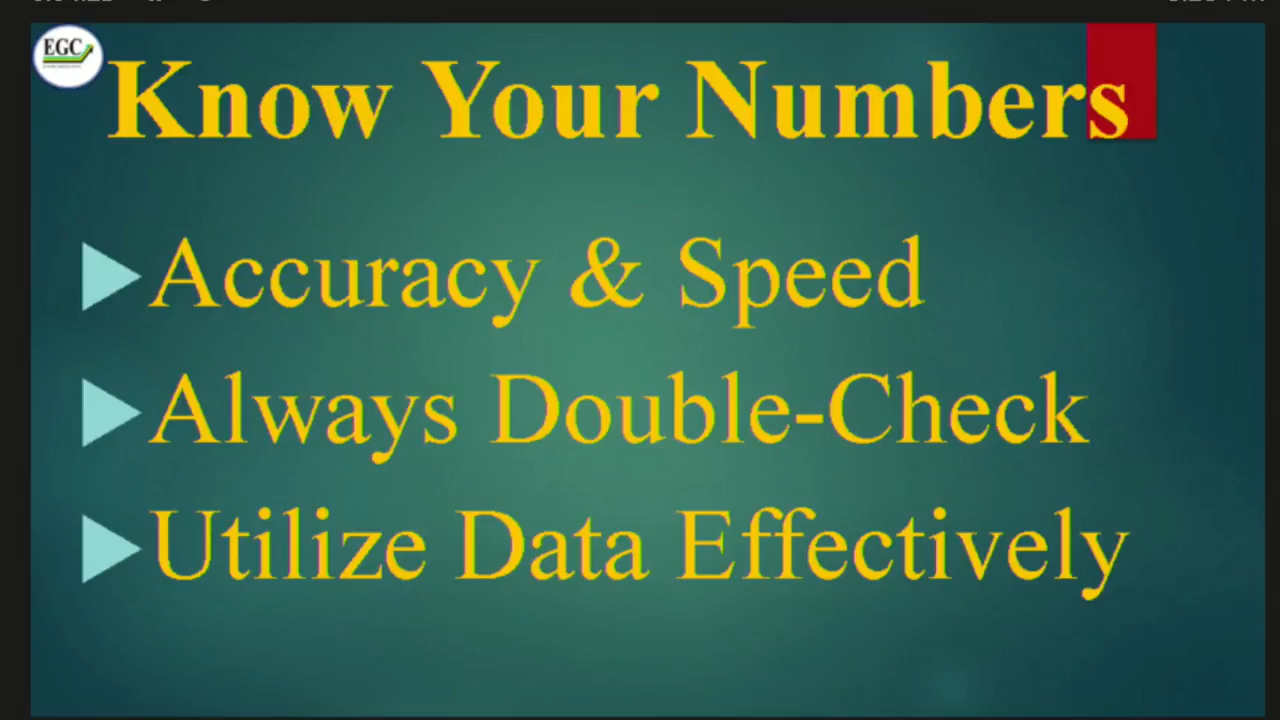 EGC
Know Your Numbers
Accuracy & Speed
Always Double-Check
Utilize Data Effectively